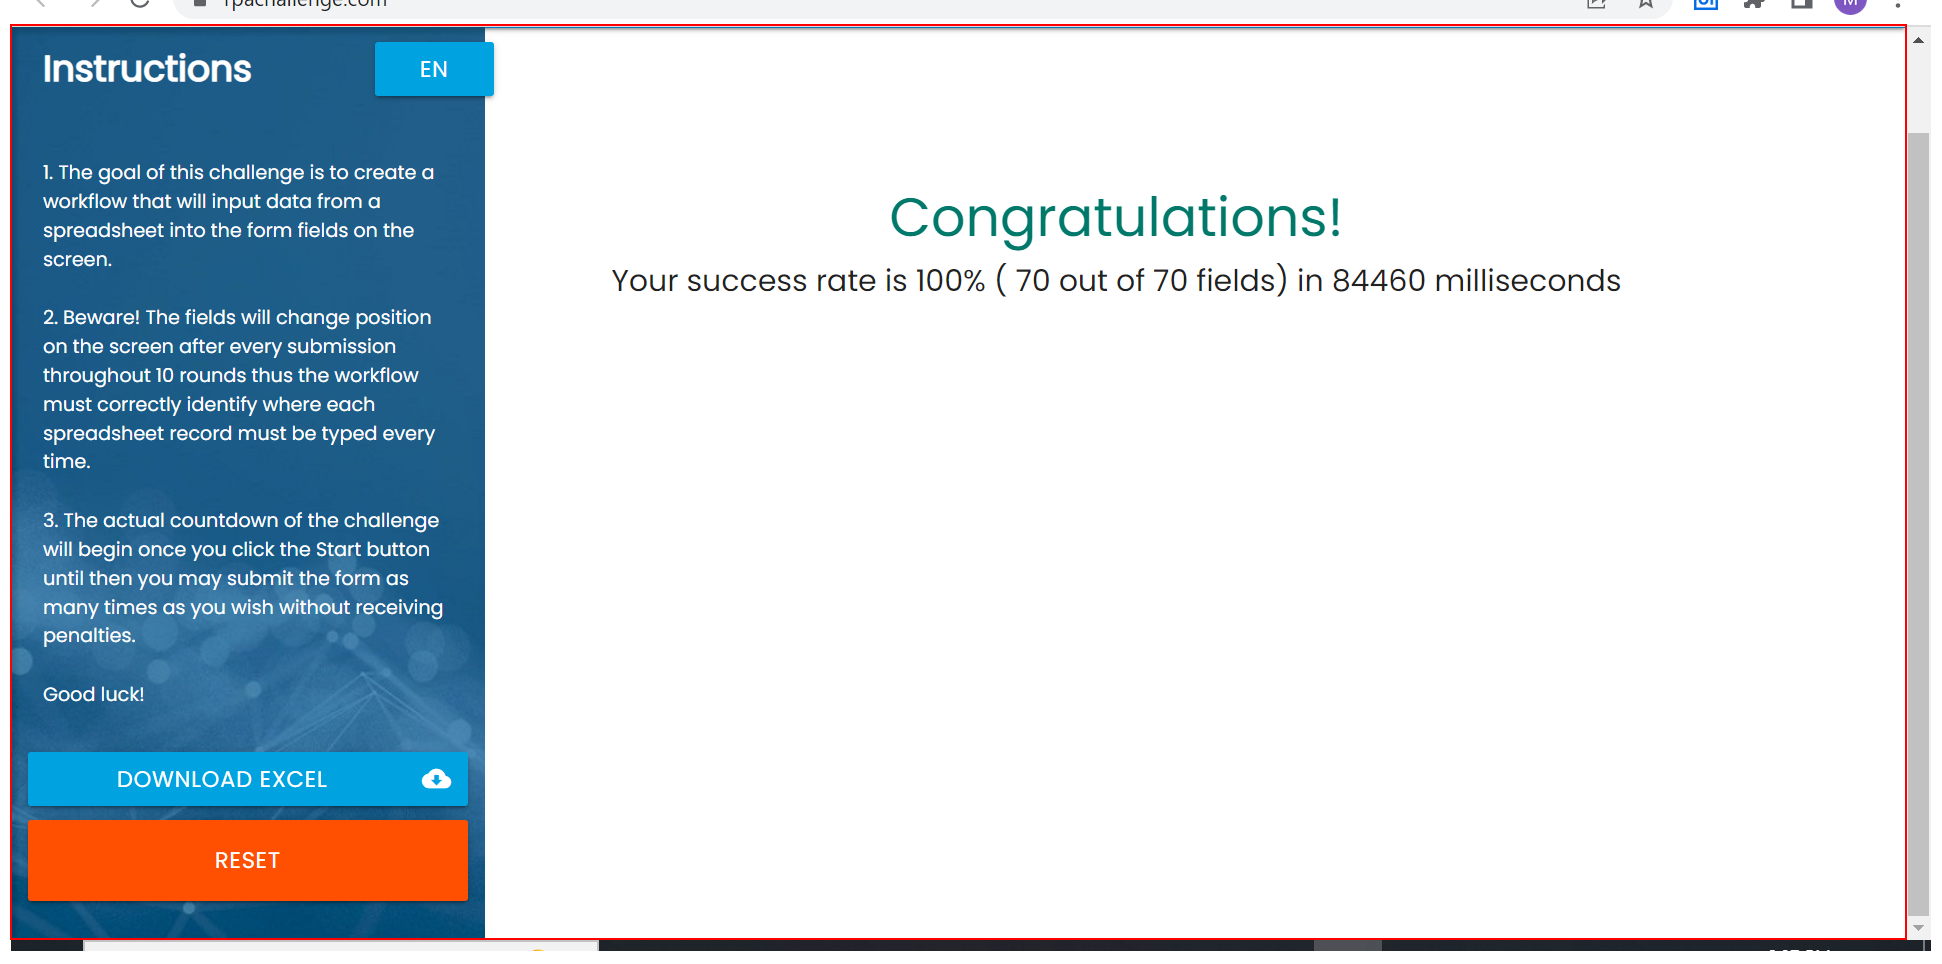 rpachallenge.com
M
Instructions
EN
1. The goal of this challenge is to create a
workflow that will input data from a
spreadsheet into the form fields on the
screen.
2. Beware! The fields will change position
on the screen after every submission
throughout 10 rounds thus the workflow
must correctly identify where each
spreadsheet record must be typed every
time.
3. The actual countdown of the challenge
will begin once you click the Start button
until then you may submit the form as
many times as you wish without receiving
penalties.
Good luck!
DOWNLOAD EXCEL
RESET
Congratulations!
Your success rate is 100% ( 70 out of 70 fields) in 84460 milliseconds